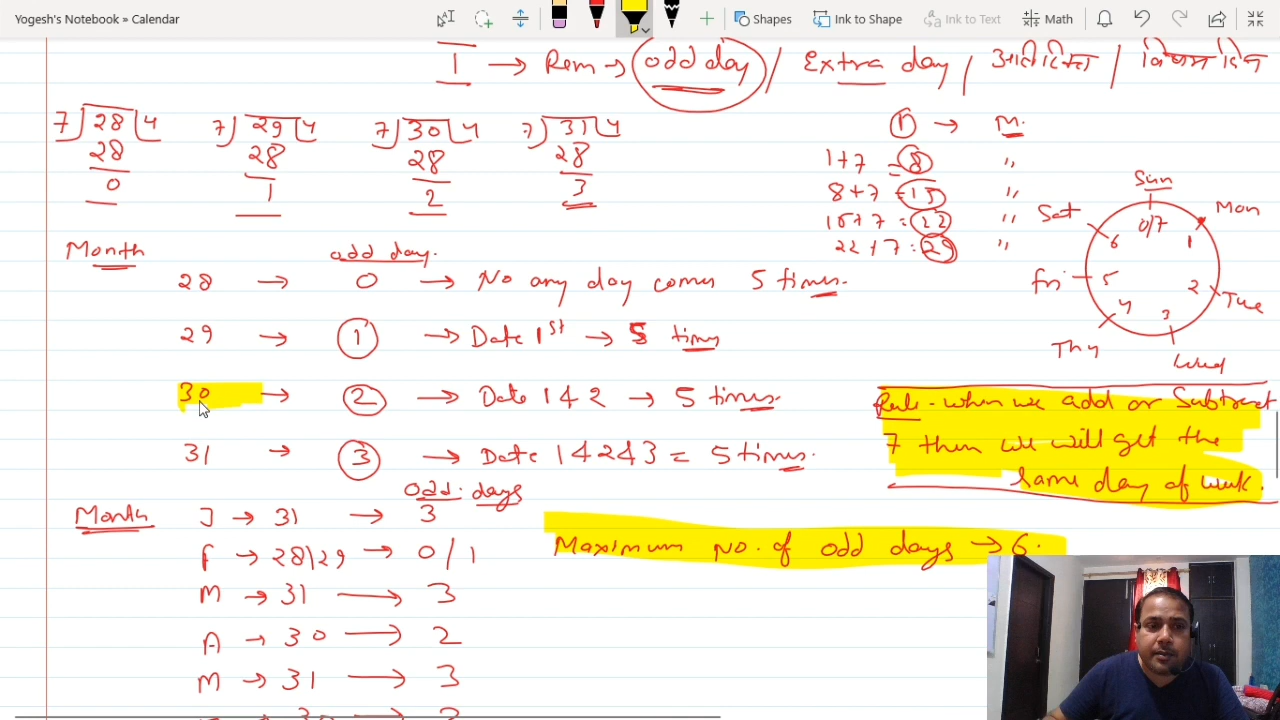 Yogesh's Notebook » Calendar
Shapes Ink to Shape Ink to Text Math
1 → Rem → odd day / Extra day / अतिरिक्त / विषम दिन
7 ) 28 ( 4 7 ) 29 ( 4 7 ) 30 ( 4 7 ) 31 ( 4
28 28 28 28
0 1 2 3
1 → M.
1+7 = 8 "
8+7 = 15 "
15+7 = 22 "
22+7 = 29 "
Sun
Sat 0/7 Mon
6 1
Fri 5 2 Tue
4 3
Thu Wed
Month odd day.
28 → 0 → No any day comes 5 times.
29 → 1 → Date 1st → 5 times
30 → 2 → Date 1 & 2 → 5 times.
31 → 3 → Date 1 & 2 & 3 = 5 times.
Rule - when we add or Subtract
7 then we will get the
same day of week.
odd. days
Month J → 31 → 3
F → 28/29 → 0/1
M → 31 → 3
A → 30 → 2
M → 31 → 3
Maximum No. of odd days → 6.